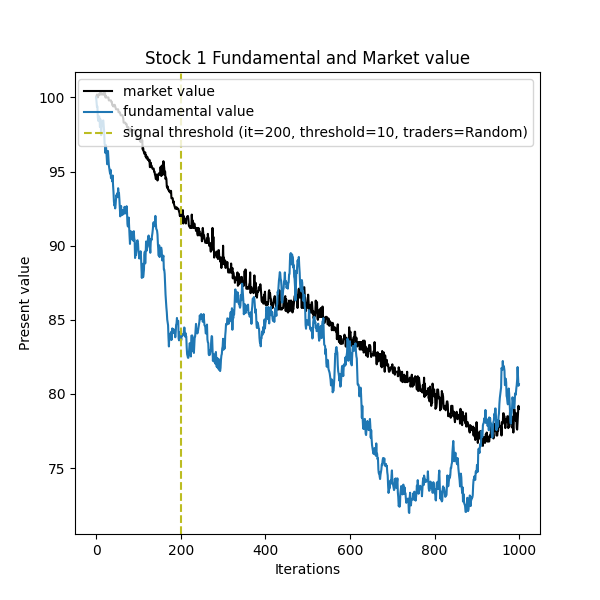 Stock 1 Fundamental and Market value
market value
fundamental value
signal threshold (it=200, threshold=10, traders=Random)
Present value
100
95
90
85
80
75
0
200
400
600
800
1000
Iterations